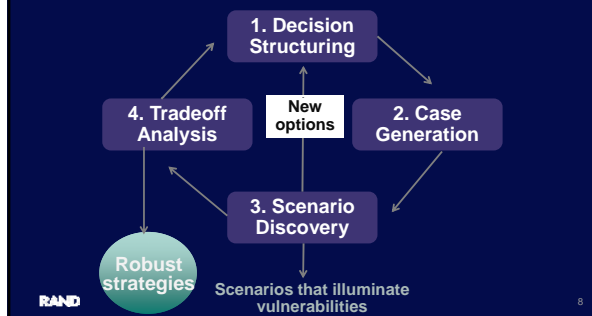 1. Decision
Structuring
4. Tradeoff
Analysis
New
options
2. Case
Generation
3. Scenario
Discovery
Robust
strategies
Scenarios that illuminate
vulnerabilities
RAND
8